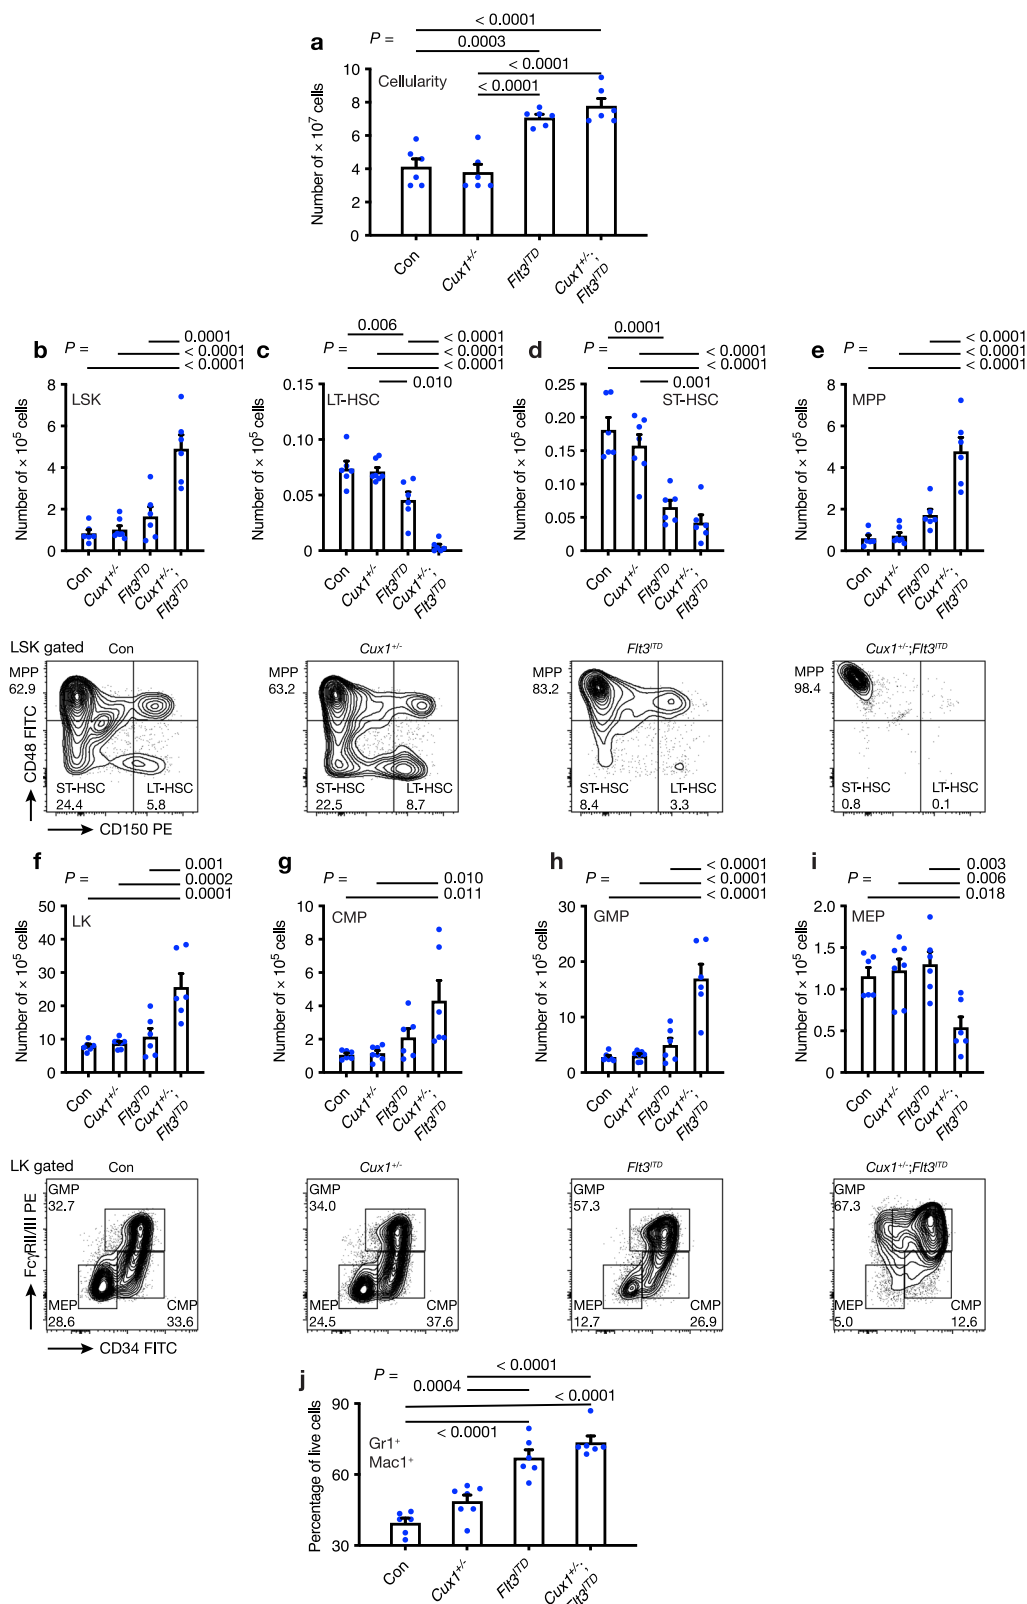 < 0.0001
a P = 0.0003
< 0.0001
< 0.0001
Cellularity
Number of × 10⁷ cells
10
8
6
4
2
0
Con
Cux1⁺/⁻
Flt3ᴵᵀᴰ
Cux1⁺/⁻;
Flt3ᴵᵀᴰ
b P =
0.0001
< 0.0001
< 0.0001
LSK
Number of × 10⁵ cells
8
6
4
2
0
Con
Cux1⁺/⁻
Flt3ᴵᵀᴰ
Cux1⁺/⁻;
Flt3ᴵᵀᴰ
c P =
0.006
< 0.0001
< 0.0001
< 0.0001
0.010
LT-HSC
Number of × 10⁵ cells
0.15
0.10
0.05
0
Con
Cux1⁺/⁻
Flt3ᴵᵀᴰ
Cux1⁺/⁻;
Flt3ᴵᵀᴰ
d P =
0.0001
< 0.0001
< 0.0001
< 0.0001
0.001
ST-HSC
Number of × 10⁵ cells
0.25
0.20
0.15
0.10
0.05
0
Con
Cux1⁺/⁻
Flt3ᴵᵀᴰ
Cux1⁺/⁻;
Flt3ᴵᵀᴰ
e P =
< 0.0001
< 0.0001
< 0.0001
MPP
Number of × 10⁵ cells
8
6
4
2
0
Con
Cux1⁺/⁻
Flt3ᴵᵀᴰ
Cux1⁺/⁻;
Flt3ᴵᵀᴰ
LSK gated
Con
MPP
62.9
ST-HSC
24.4
LT-HSC
5.8
CD48 FITC
CD150 PE
Cux1⁺/⁻
MPP
63.2
ST-HSC
22.5
LT-HSC
8.7
Flt3ᴵᵀᴰ
MPP
83.2
ST-HSC
8.4
LT-HSC
3.3
Cux1⁺/⁻;Flt3ᴵᵀᴰ
MPP
98.4
ST-HSC
0.8
LT-HSC
0.1
f P =
0.001
0.0002
0.0001
LK
Number of × 10⁵ cells
50
40
30
20
10
0
Con
Cux1⁺/⁻
Flt3ᴵᵀᴰ
Cux1⁺/⁻;
Flt3ᴵᵀᴰ
g P =
0.010
0.011
CMP
Number of × 10⁵ cells
10
8
6
4
2
0
Con
Cux1⁺/⁻
Flt3ᴵᵀᴰ
Cux1⁺/⁻;
Flt3ᴵᵀᴰ
h P =
< 0.0001
< 0.0001
< 0.0001
GMP
Number of × 10⁵ cells
30
20
10
0
Con
Cux1⁺/⁻
Flt3ᴵᵀᴰ
Cux1⁺/⁻;
Flt3ᴵᵀᴰ
i P =
0.003
0.006
0.018
MEP
Number of × 10⁵ cells
2.0
1.5
1.0
0.5
0
Con
Cux1⁺/⁻
Flt3ᴵᵀᴰ
Cux1⁺/⁻;
Flt3ᴵᵀᴰ
LK gated
Con
GMP
32.7
MEP
28.6
CMP
33.6
FcγRII/III PE
CD34 FITC
Cux1⁺/⁻
GMP
34.0
MEP
24.5
CMP
37.6
Flt3ᴵᵀᴰ
GMP
57.3
MEP
12.7
CMP
26.9
Cux1⁺/⁻;Flt3ᴵᵀᴰ
GMP
67.3
MEP
5.0
CMP
12.6
j P =
< 0.0001
0.0004
< 0.0001
< 0.0001
Gr1⁺
Mac1⁺
Percentage of live cells
90
60
30
Con
Cux1⁺/⁻
Flt3ᴵᵀᴰ
Cux1⁺/⁻;
Flt3ᴵᵀᴰ